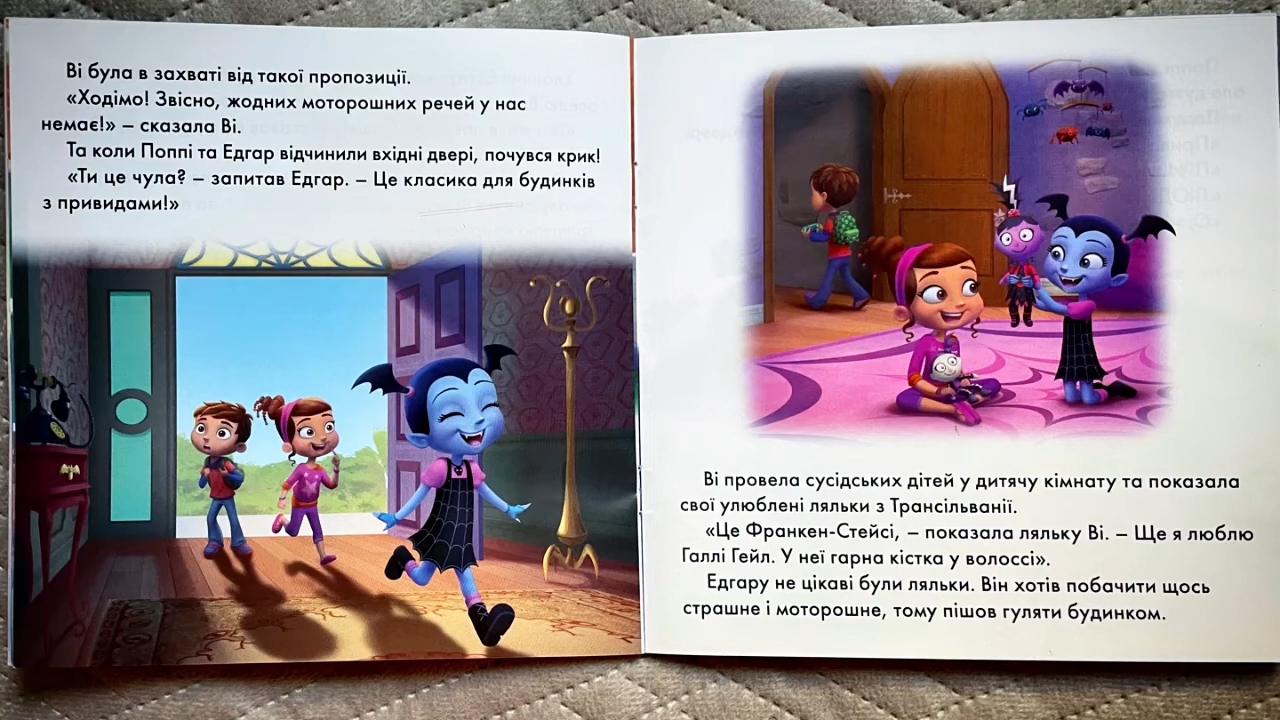 Ві була в захваті від такої пропозиції.
«Ходімо! Звісно, жодних моторошних речей у нас
немає!» – сказала Ві.
Та коли Поппі та Едгар відчинили вхідні двері, почувся крик!
«Ти це чула? – запитав Едгар. – Це класика для будинків
з привидами!»
Ві провела сусідських дітей у дитячу кімнату та показала
свої улюблені ляльки з Трансільванії.
«Це Франкен-Стейсі, – показала ляльку Ві. – Ще я люблю
Галлі Гейл. У неї гарна кістка у волоссі».
Едгару не цікаві були ляльки. Він хотів побачити щось
страшне і моторошне, тому пішов гуляти будинком.